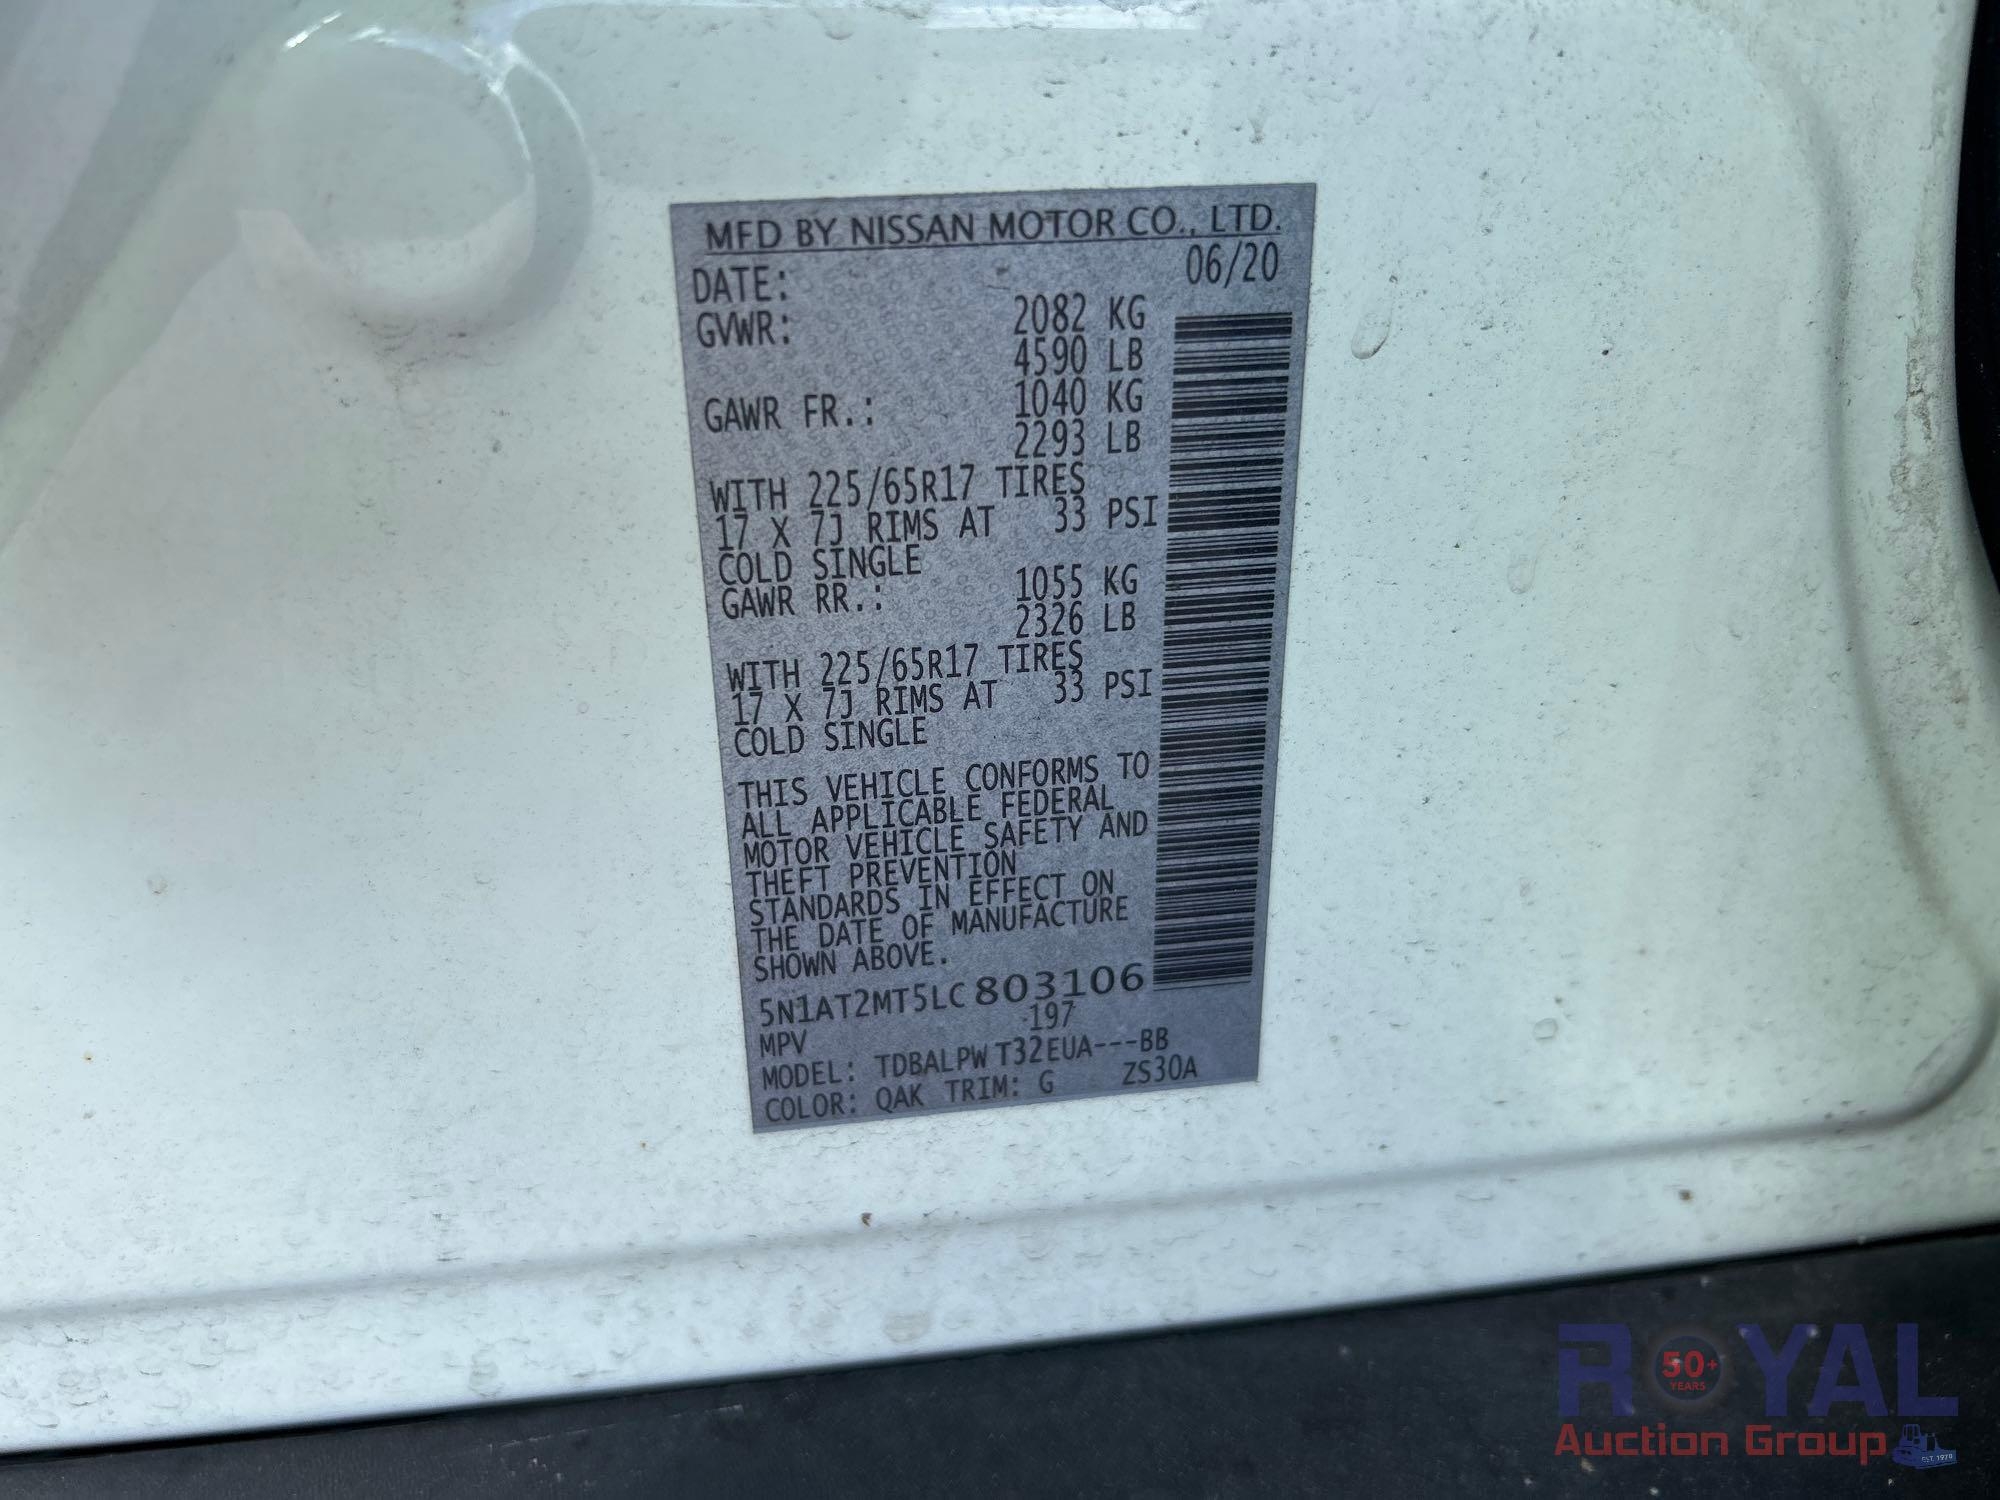 MFD BY NISSAN MOTOR CO., LTD.
DATE: 06/20
GVWR: 2082 KG
4590 LB
GAWR FR.: 1040 KG
2293 LB
WITH 225/65R17 TIRES
17 X 7J RIMS AT 33 PSI
COLD SINGLE
GAWR RR.: 1055 KG
2326 LB
WITH 225/65R17 TIRES
17 X 7J RIMS AT 33 PSI
COLD SINGLE
THIS VEHICLE CONFORMS TO
ALL APPLICABLE FEDERAL
MOTOR VEHICLE SAFETY AND
THEFT PREVENTION
STANDARDS IN EFFECT ON
THE DATE OF MANUFACTURE
SHOWN ABOVE.
5N1AT2MT5LC803106
MPV 197
MODEL: TDBALPWT32EUA---BB
COLOR: QAK TRIM: G ZS30A
ROYAL
50+
YEARS
Auction Group
EST. 1970